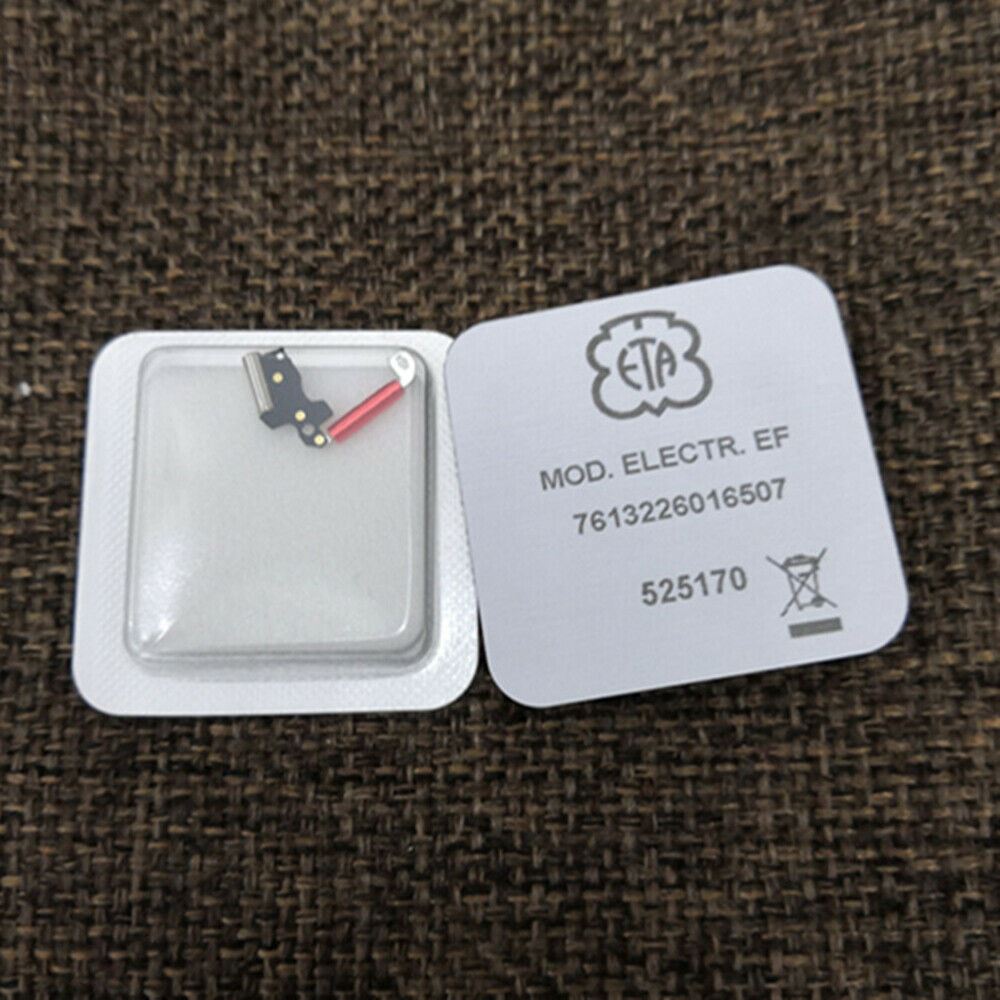 ETA
MOD. ELECTR. EF
7613226016507
525170